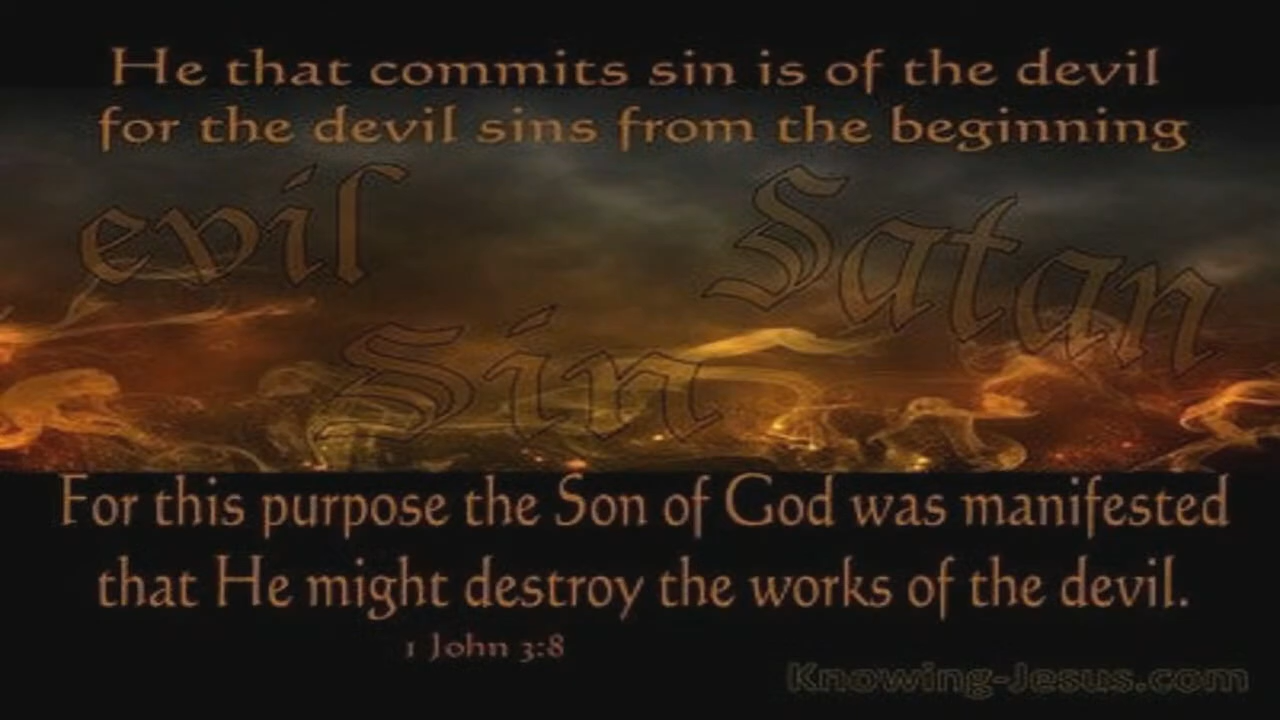 He that commits sin is of the devil
for the devil sins from the beginning
evil
Satan
Sin
For this purpose the Son of God was manifested
that He might destroy the works of the devil.
1 John 3:8
Knowing-Jesus.com